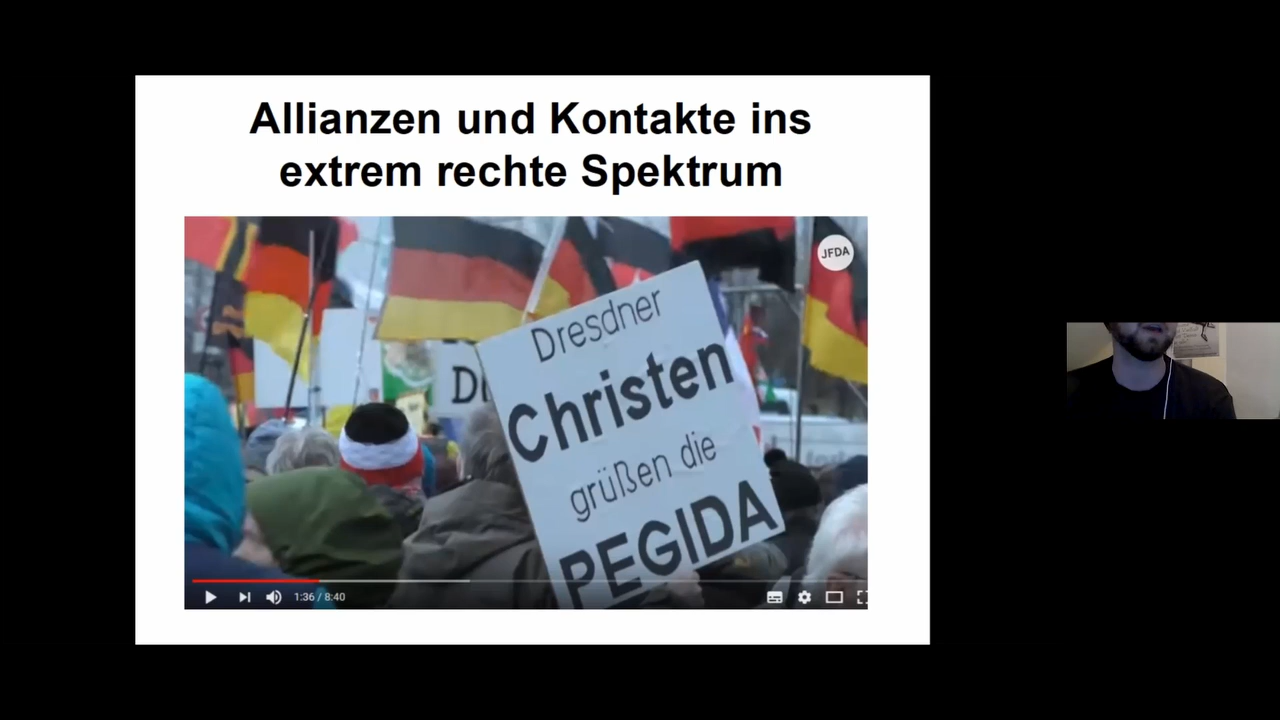 Allianzen und Kontakte ins
extrem rechte Spektrum
JFDA
Dresdner
Christen
grüßen die
PEGIDA
1:36 / 8:40